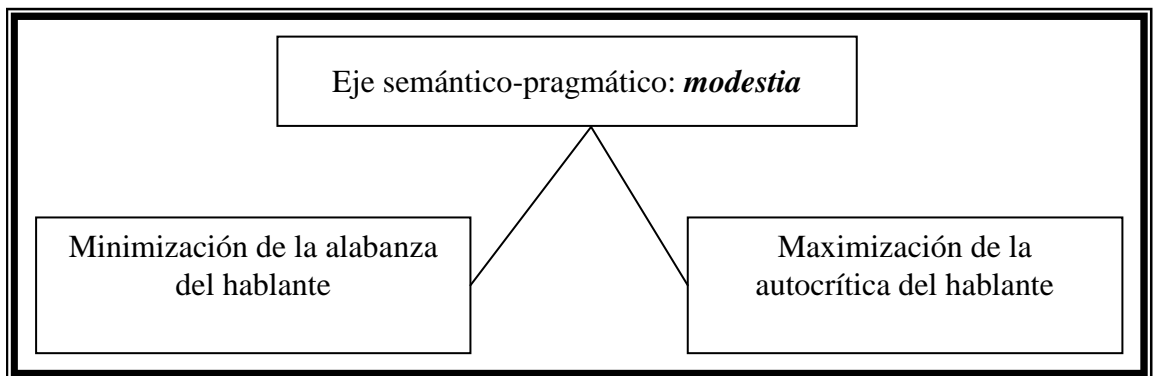 Eje semántico-pragmático: modestia
Minimización de la alabanza
del hablante
Maximización de la
autocrítica del hablante